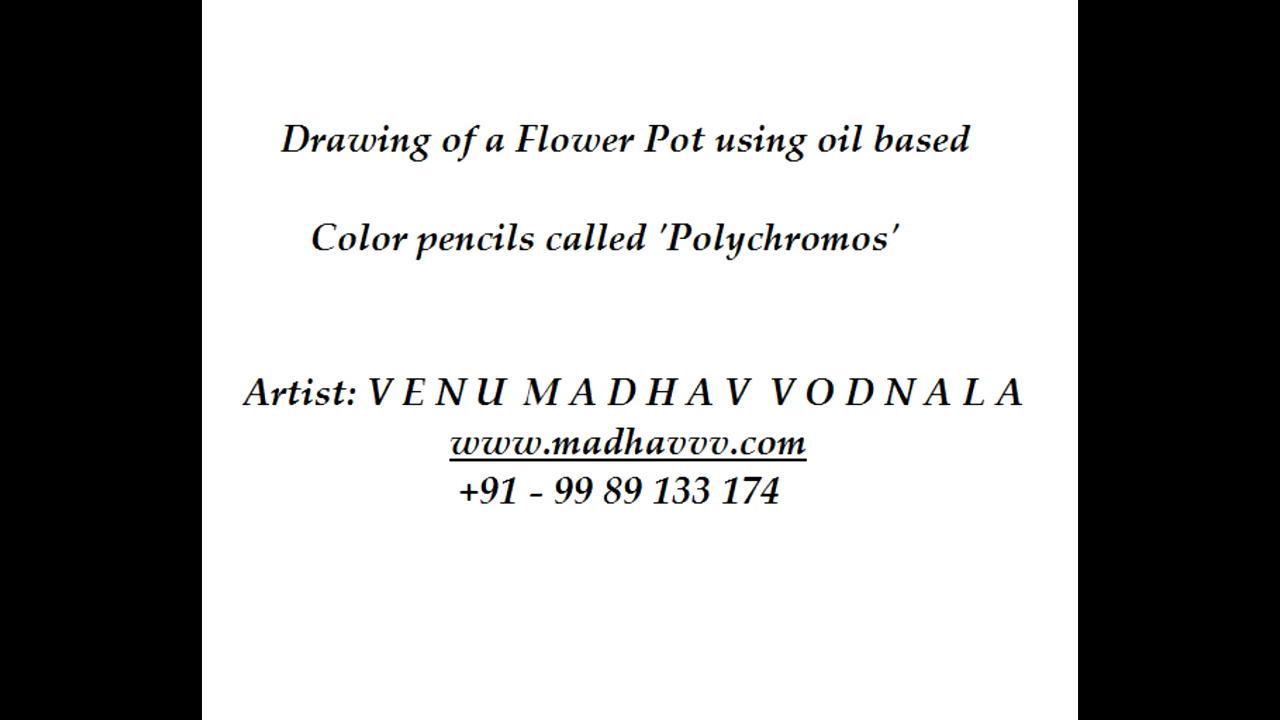 Drawing of a Flower Pot using oil based
Color pencils called 'Polychromos'
Artist: V E N U  M A D H A V  V O D N A L A
www.madhavvv.com
+91 - 99 89 133 174